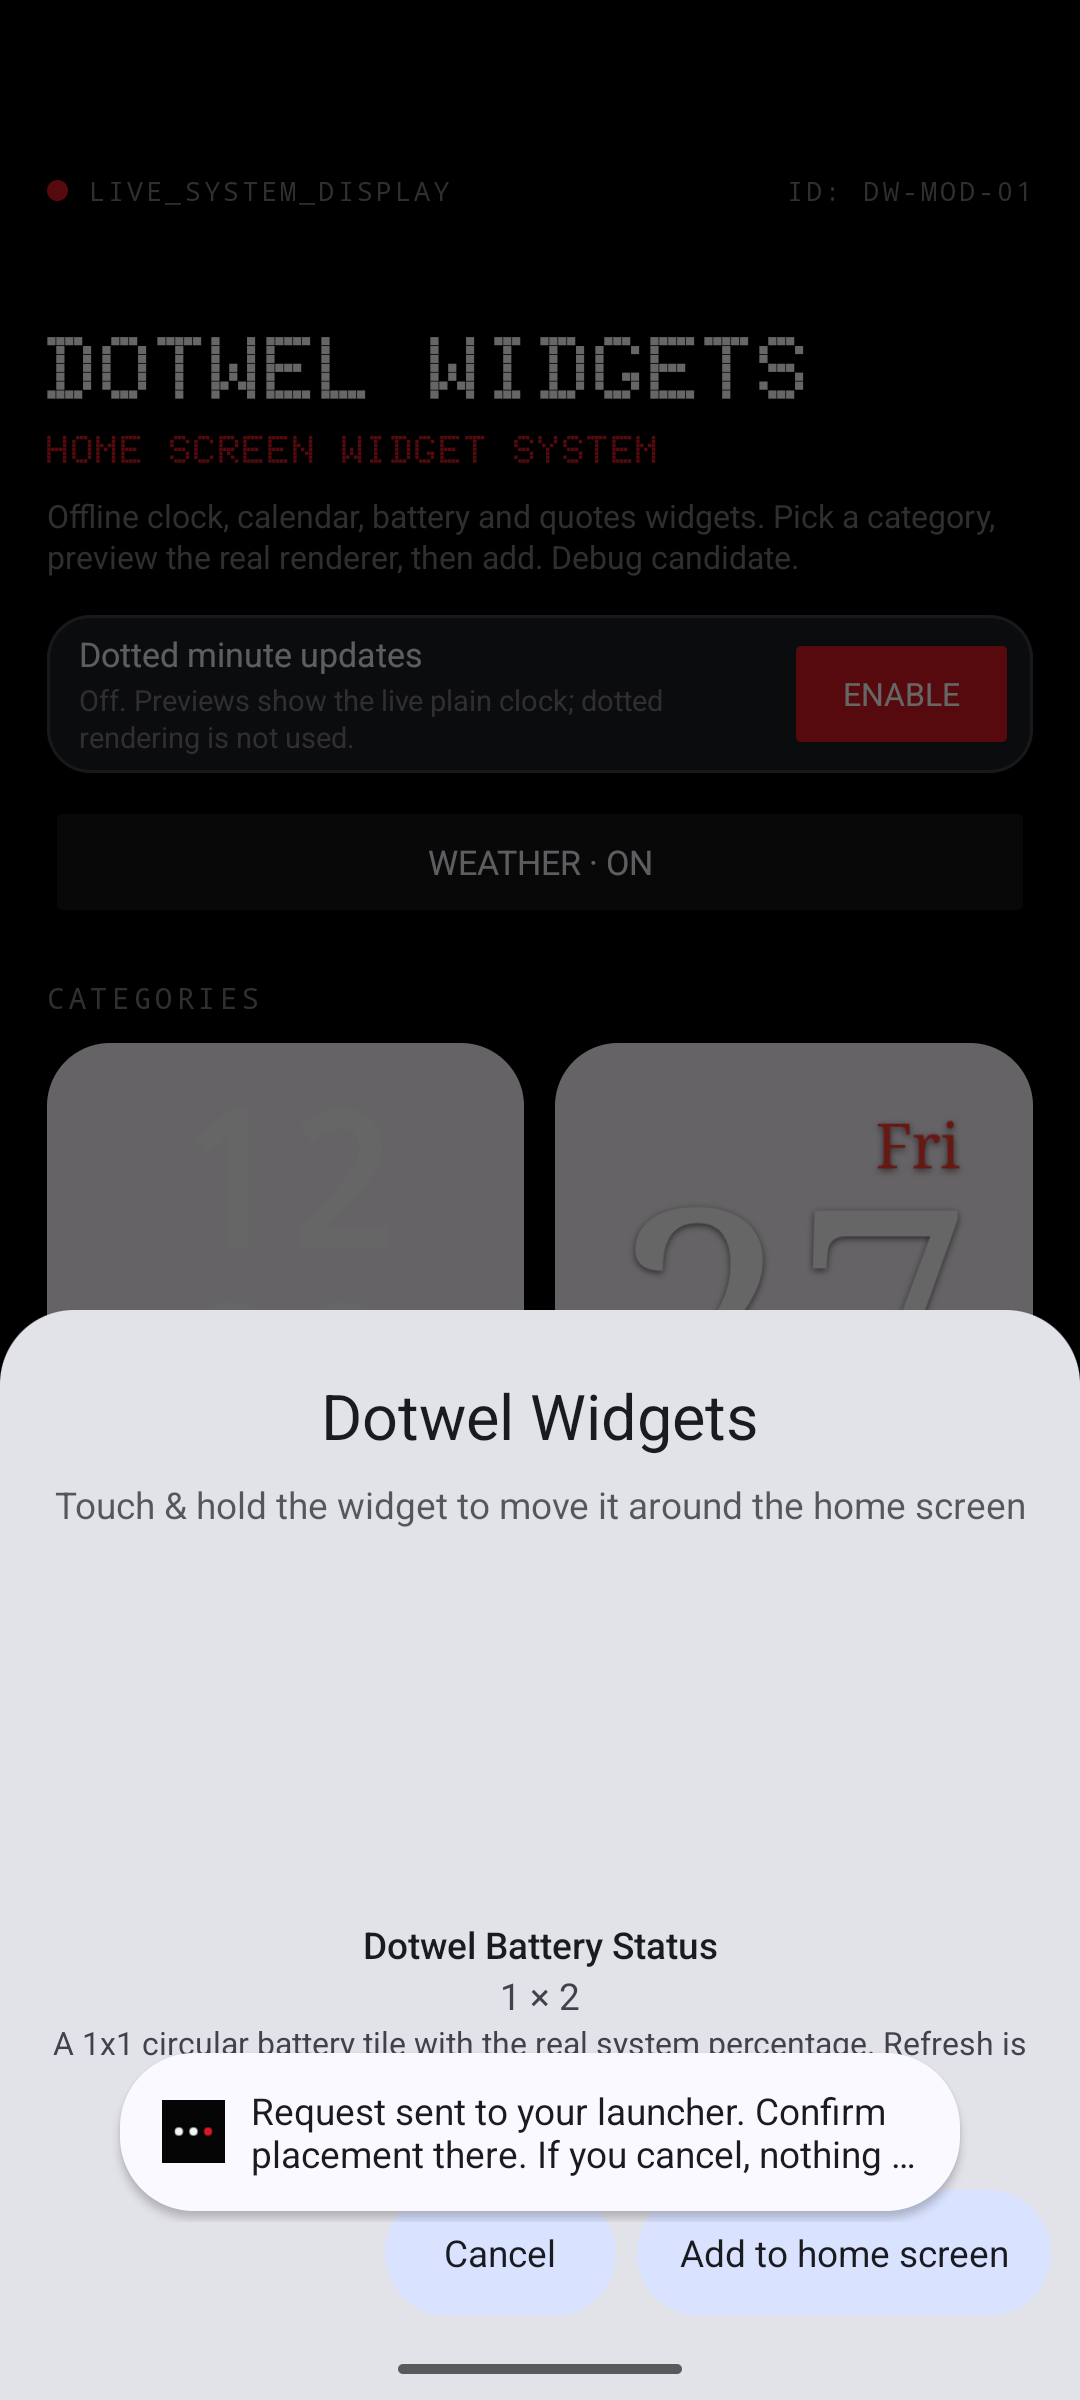 LIVE_SYSTEM_DISPLAY
ID: DW-MOD-01
DOTWEL WIDGETS
HOME SCREEN WIDGET SYSTEM
Offline clock, calendar, battery and quotes widgets. Pick a category,
preview the real renderer, then add. Debug candidate.
Dotted minute updates
Off. Previews show the live plain clock; dotted
rendering is not used.
ENABLE
WEATHER · ON
CATEGORIES
12
Fri
27
Dotwel Widgets
Touch & hold the widget to move it around the home screen
Dotwel Battery Status
1 × 2
A 1x1 circular battery tile with the real system percentage. Refresh is
Request sent to your launcher. Confirm
placement there. If you cancel, nothing …
Cancel
Add to home screen